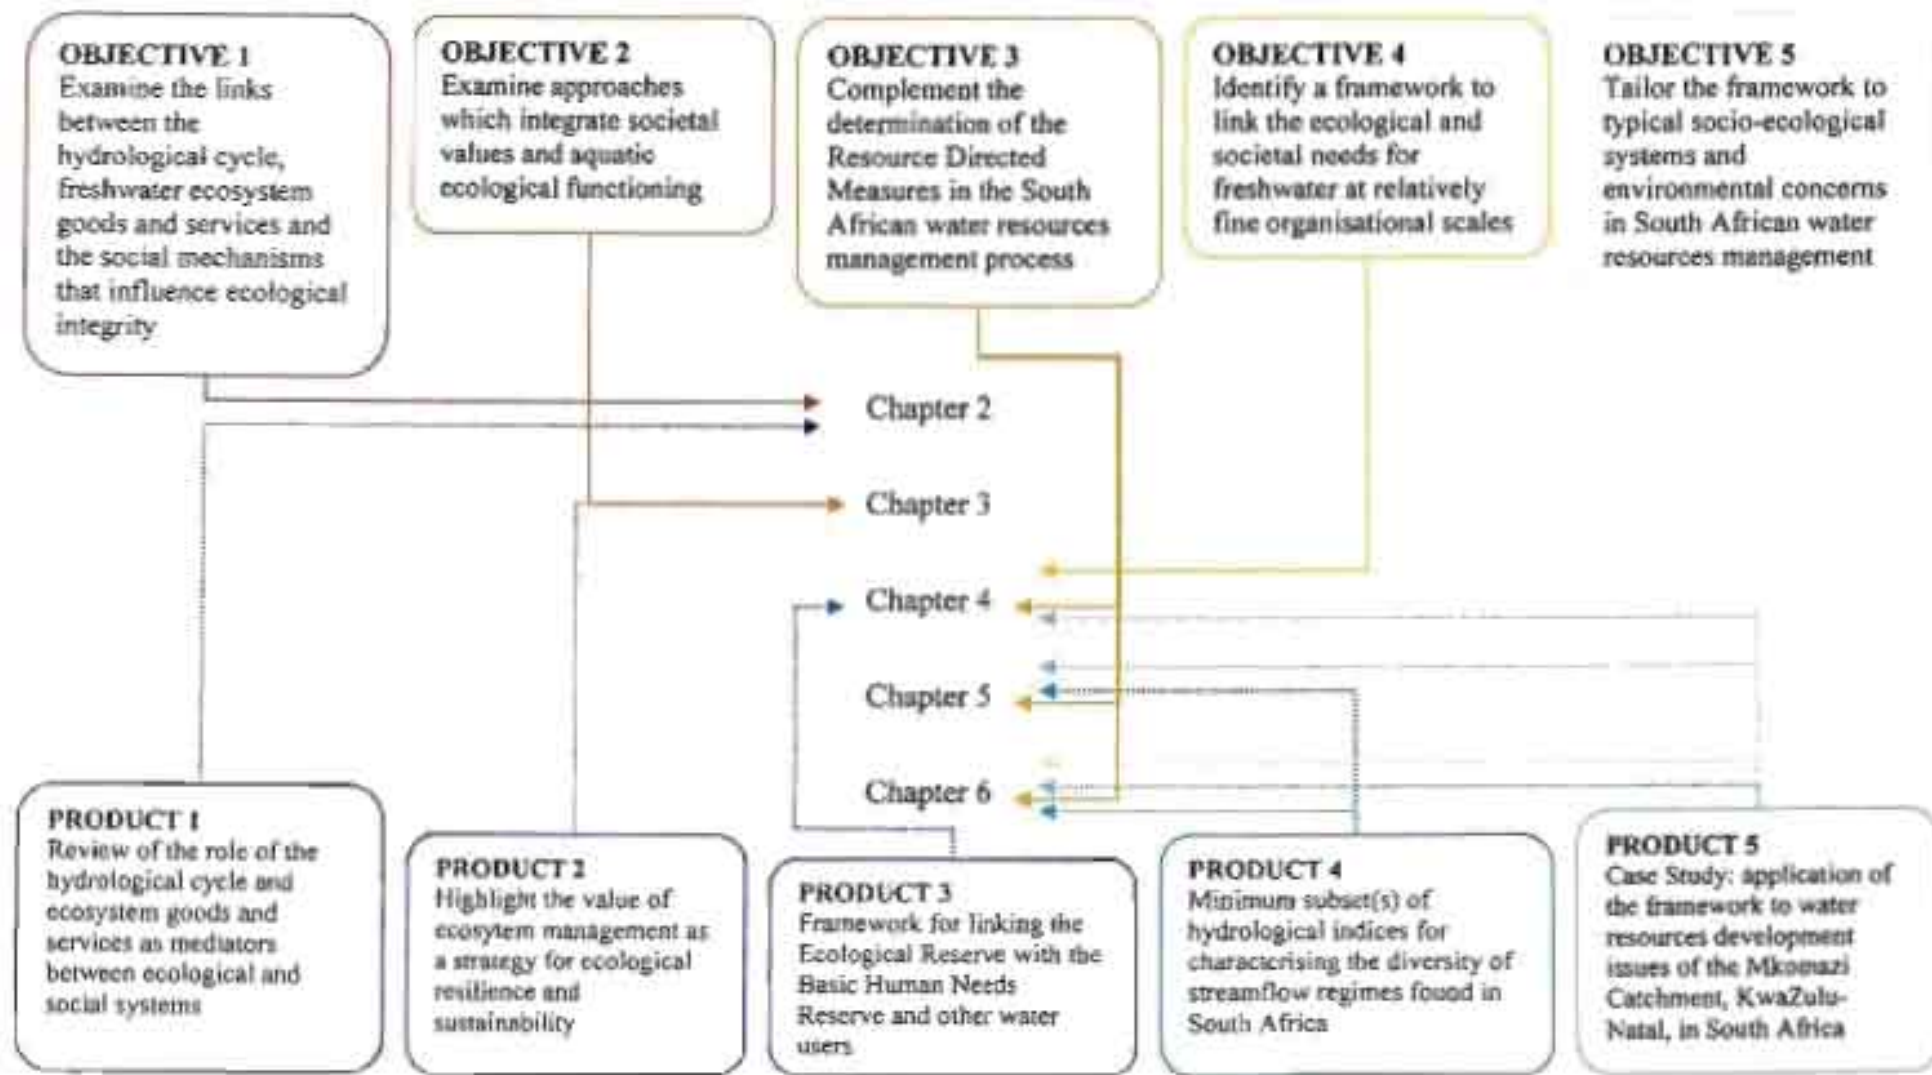 OBJECTIVE 1
Examine the links
between the
hydrological cycle,
freshwater ecosystem
goods and services and
the social mechanisms
that influence ecological
integrity
OBJECTIVE 2
Examine approaches
which integrate societal
values and aquatic
ecological functioning
OBJECTIVE 3
Complement the
determination of the
Resource Directed
Measures in the South
African water resources
management process
OBJECTIVE 4
Identify a framework to
link the ecological and
societal needs for
freshwater at relatively
fine organisational scales
OBJECTIVE 5
Tailor the framework to
typical socio-ecological
systems and
environmental concerns
in South African water
resources management
Chapter 2
Chapter 3
Chapter 4
Chapter 5
Chapter 6
PRODUCT 1
Review of the role of the
hydrological cycle and
ecosystem goods and
services as mediators
between ecological and
social systems
PRODUCT 2
Highlight the value of
ecosytem management as
a strategy for ecological
resilience and
sustainability
PRODUCT 3
Framework for linking the
Ecological Reserve with the
Basic Human Needs
Reserve and other water
users
PRODUCT 4
Minimum subset(s) of
hydrological indices for
characterising the diversity of
streamflow regimes found in
South Africa
PRODUCT 5
Case Study: application of
the framework to water
resources development
issues of the Mkomazi
Catchment, KwaZulu-
Natal, in South Africa